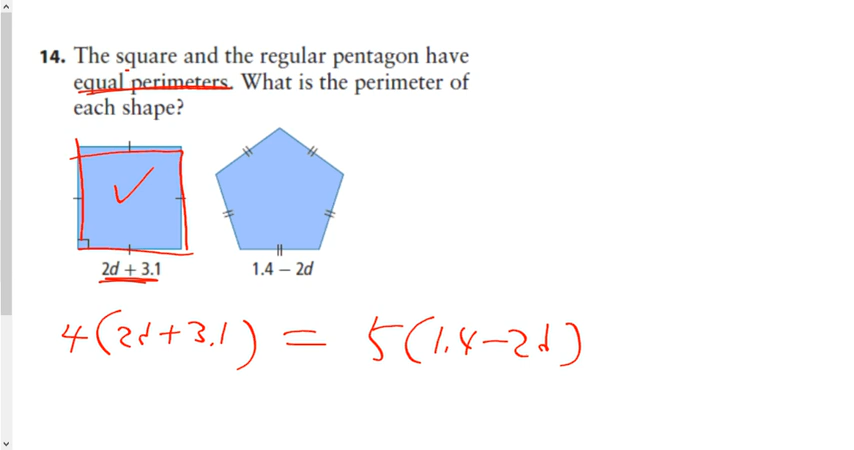 14. The square and the regular pentagon have
equal perimeters. What is the perimeter of
each shape?
2d + 3.1
1.4 – 2d
4(2d+3.1) = 5(1.4-2d)